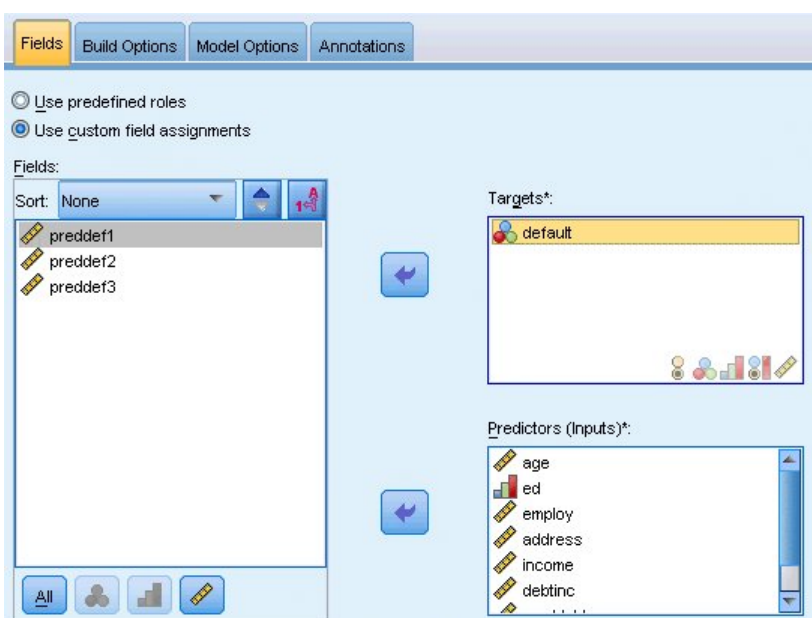 Fields Build Options Model Options Annotations
Use predefined roles
Use custom field assignments
Fields:
Sort: None
preddef1
preddef2
preddef3
All
Targets*:
default
Predictors (Inputs)*:
age
ed
employ
address
income
debtinc